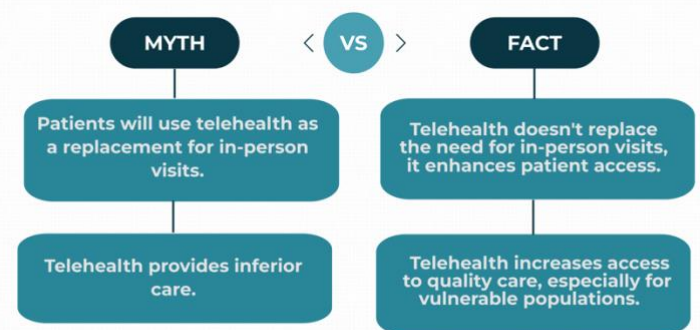 MYTH
< VS >
FACT
Patients will use telehealth as
a replacement for in-person
visits.
Telehealth doesn't replace
the need for in-person visits,
it enhances patient access.
Telehealth provides inferior
care.
Telehealth increases access
to quality care, especially for
vulnerable populations.